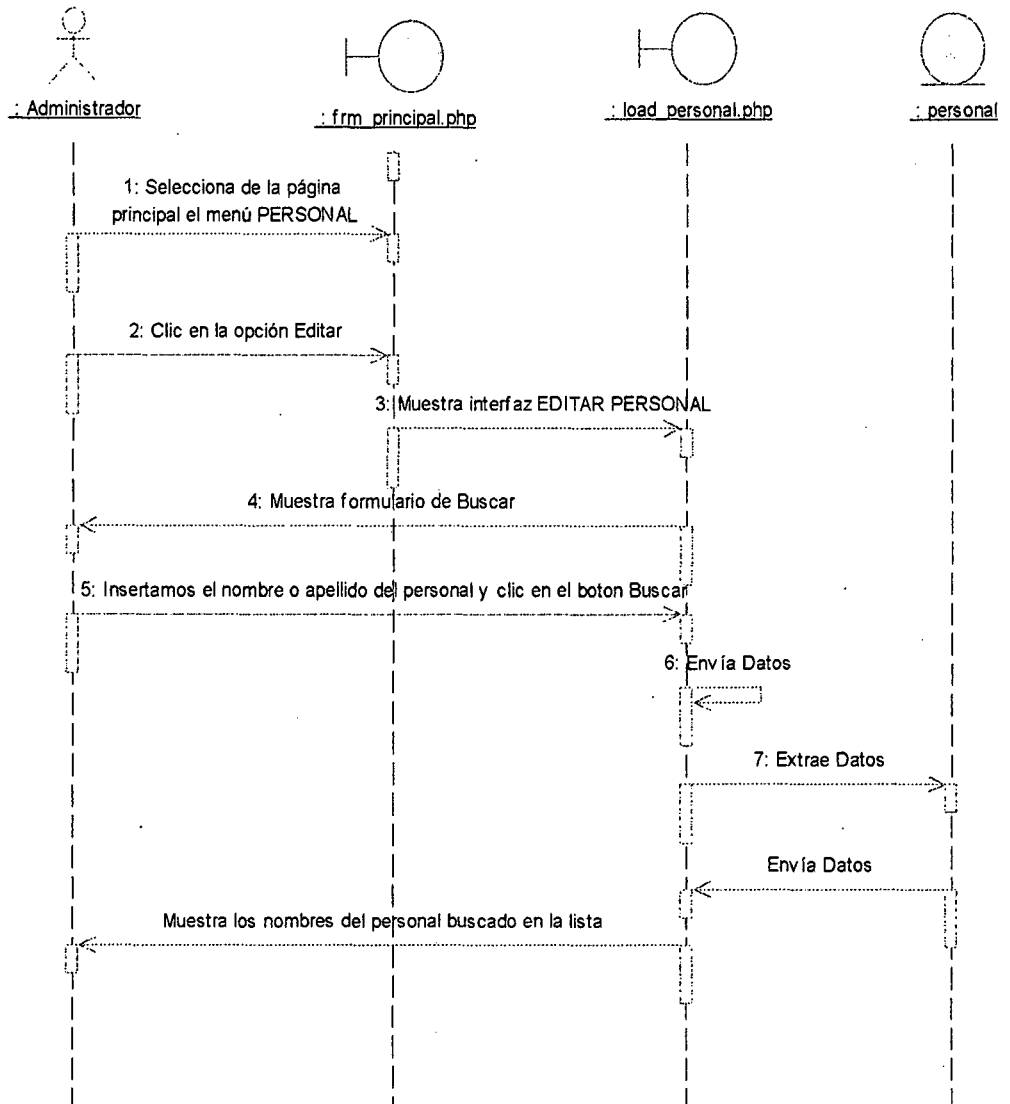 : Administrador
: frm_principal.php
: load_personal.php
: personal
1: Selecciona de la página
principal el menú PERSONAL
2: Clic en la opción Editar
3: Muestra interfaz EDITAR PERSONAL
4: Muestra formulario de Buscar
5: Insertamos el nombre o apellido del personal y clic en el boton Buscar
6: Envía Datos
7: Extrae Datos
Envía Datos
Muestra los nombres del personal buscado en la lista